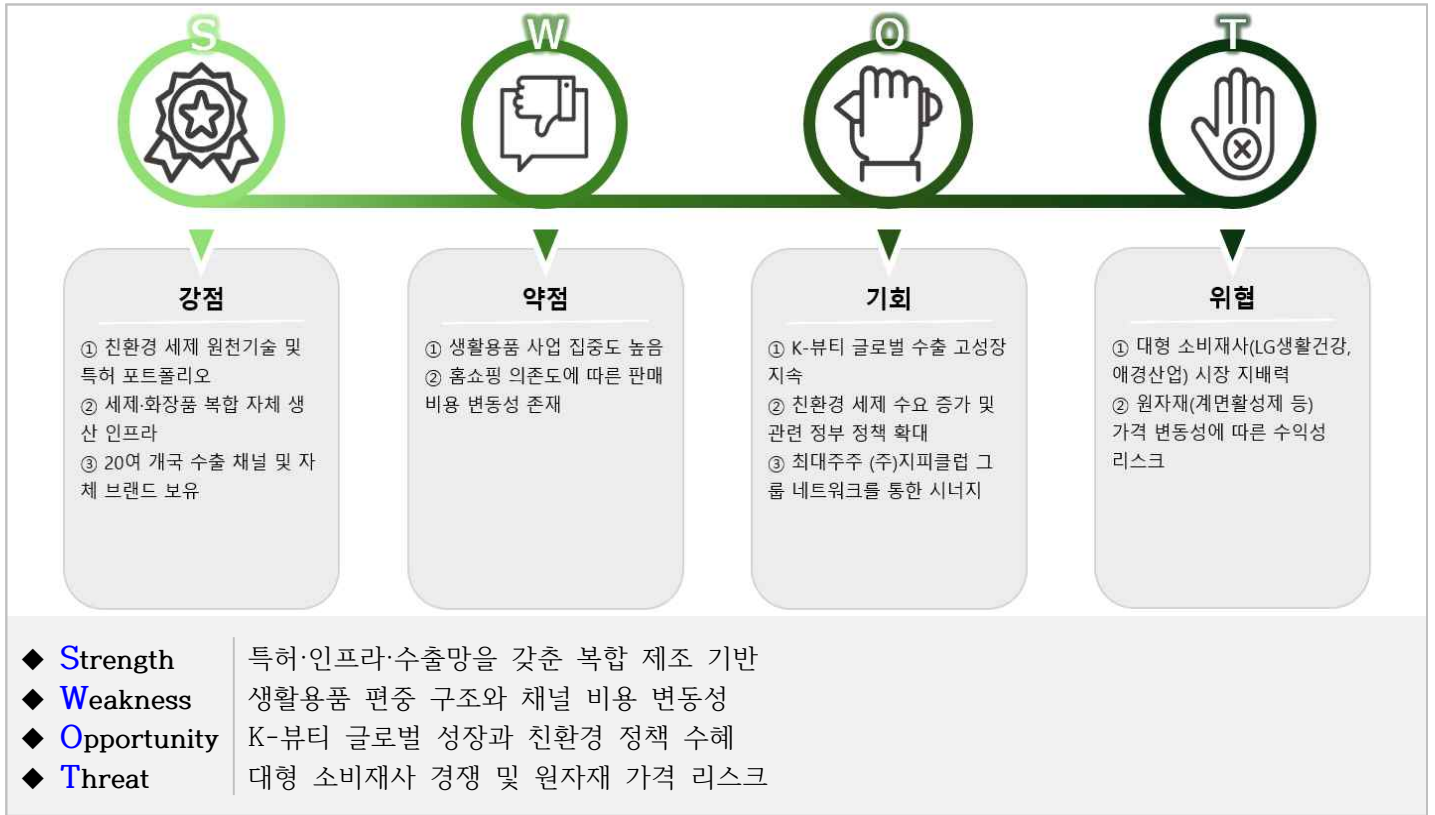 S
W
O
T
강점
① 친환경 세제 원천기술 및
특허 포트폴리오
② 세제·화장품 복합 자체 생
산 인프라
③ 20여 개국 수출 채널 및 자
체 브랜드 보유
약점
① 생활용품 사업 집중도 높음
② 홈쇼핑 의존도에 따른 판매
비용 변동성 존재
기회
① K-뷰티 글로벌 수출 고성장
지속
② 친환경 세제 수요 증가 및
관련 정부 정책 확대
③ 최대주주 (주)지피클럽 그
룹 네트워크를 통한 시너지
위협
① 대형 소비재사(LG생활건강,
애경산업) 시장 지배력
② 원자재(계면활성제 등)
가격 변동성에 따른 수익성
리스크
◆ Strength 특허·인프라·수출망을 갖춘 복합 제조 기반
◆ Weakness 생활용품 편중 구조와 채널 비용 변동성
◆ Opportunity K-뷰티 글로벌 성장과 친환경 정책 수혜
◆ Threat 대형 소비재사 경쟁 및 원자재 가격 리스크